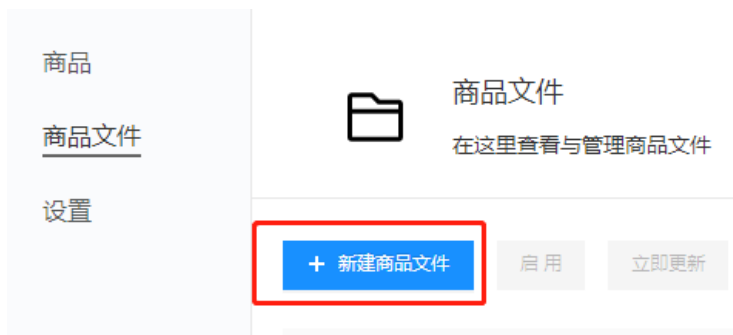 商品
商品文件
设置
商品文件
在这里查看与管理商品文件
+ 新建商品文件
启用
立即更新